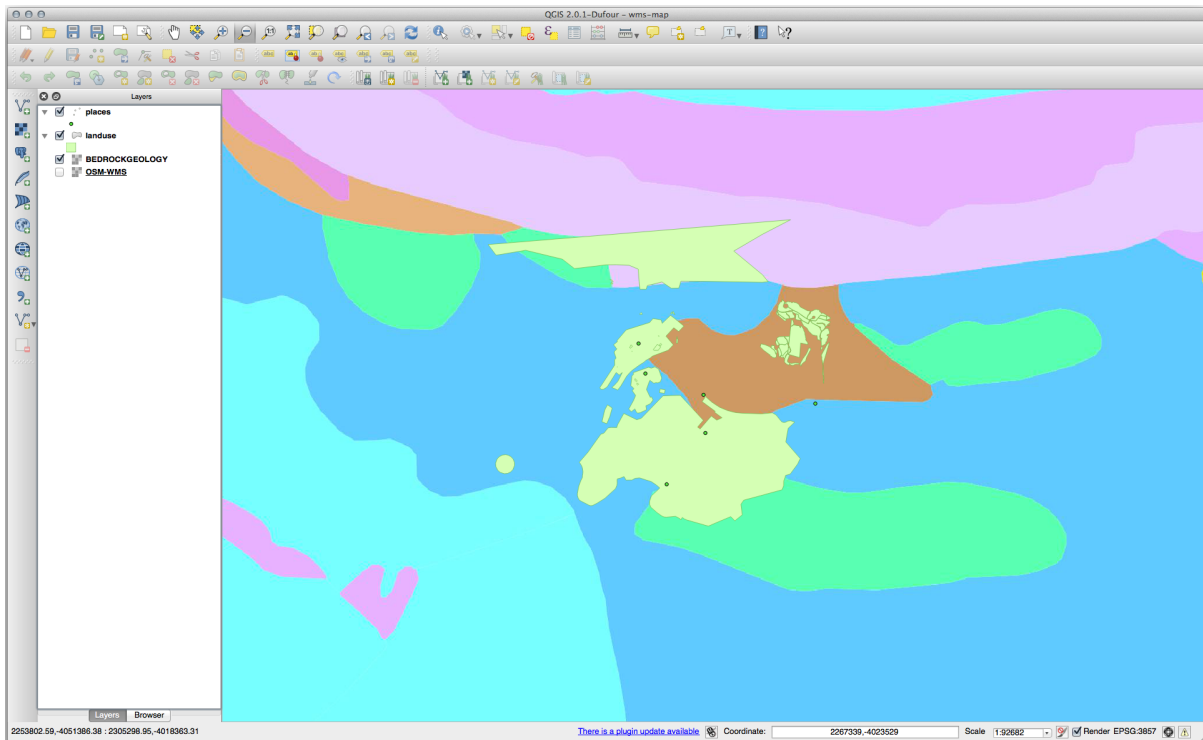 QGIS 2.0.1-Dufour - wms-map
Layers
places
landuse
BEDROCKGEOLOGY
OSM-WMS
Layers Browser
2253802.59,-4051386.38 : 2305298.95,-4018363.31 There is a plugin update available Coordinate: 2267339,-4023529 Scale 1:92682 Render EPSG:3857